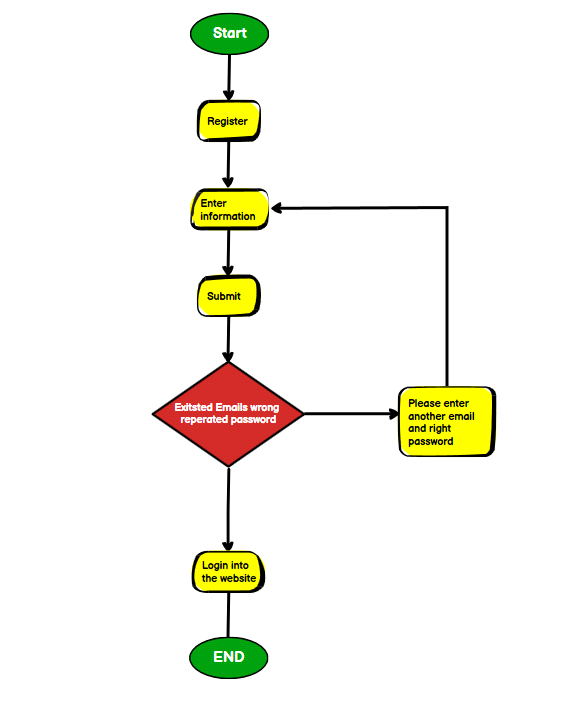 Start
Register
Enter
information
Submit
Exitsted Emails wrong
reperated password
Please enter
another email
and right
password
Login into
the website
END